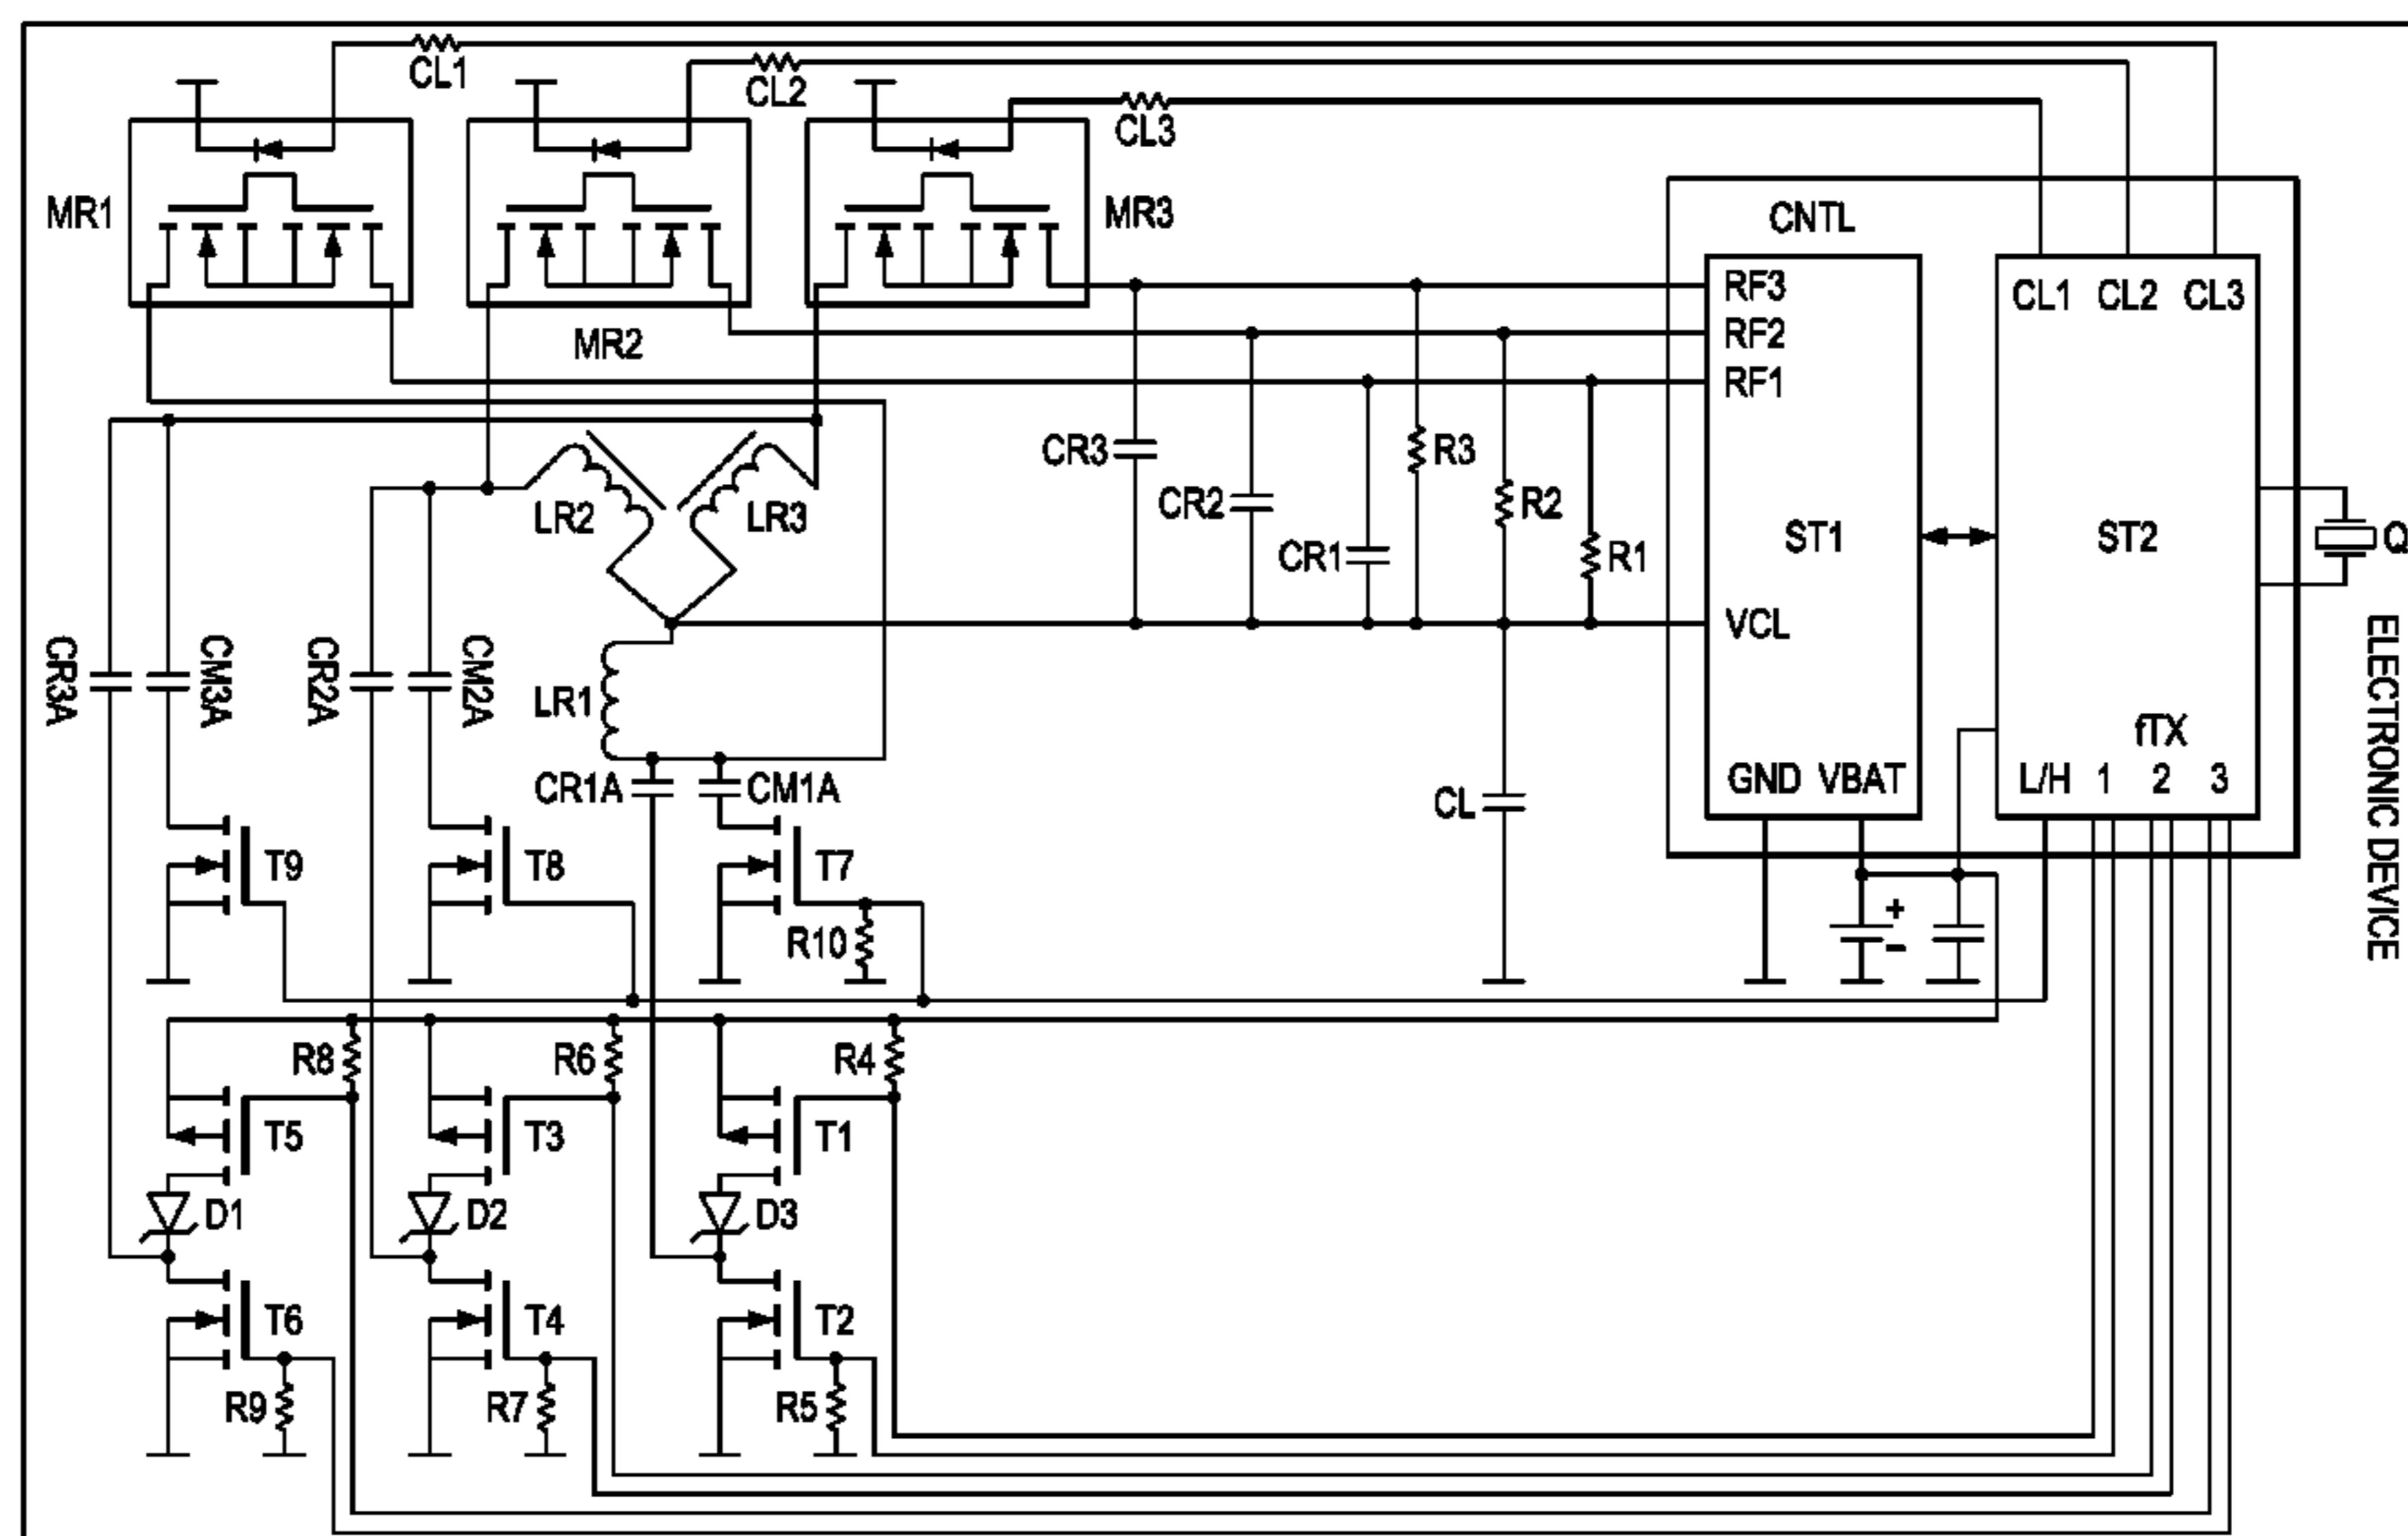 CL1
CL2
CL3
MR1
MR2
MR3
CNTL
RF3
RF2
RF1
CL1 CL2 CL3
CR3
R3
CR2
R2
CR1
R1
LR2
LR3
ST1
ST2
Q
VCL
LR1
CR3A
CM3A
CR2A
CM2A
CR1A
CM1A
CL
fTX
GND VBAT
L/H 1 2 3
ELECTRONIC DEVICE
T9
T8
T7
R10
+
-
R8
R6
R4
T5
T3
T1
D1
D2
D3
T6
T4
T2
R9
R7
R5